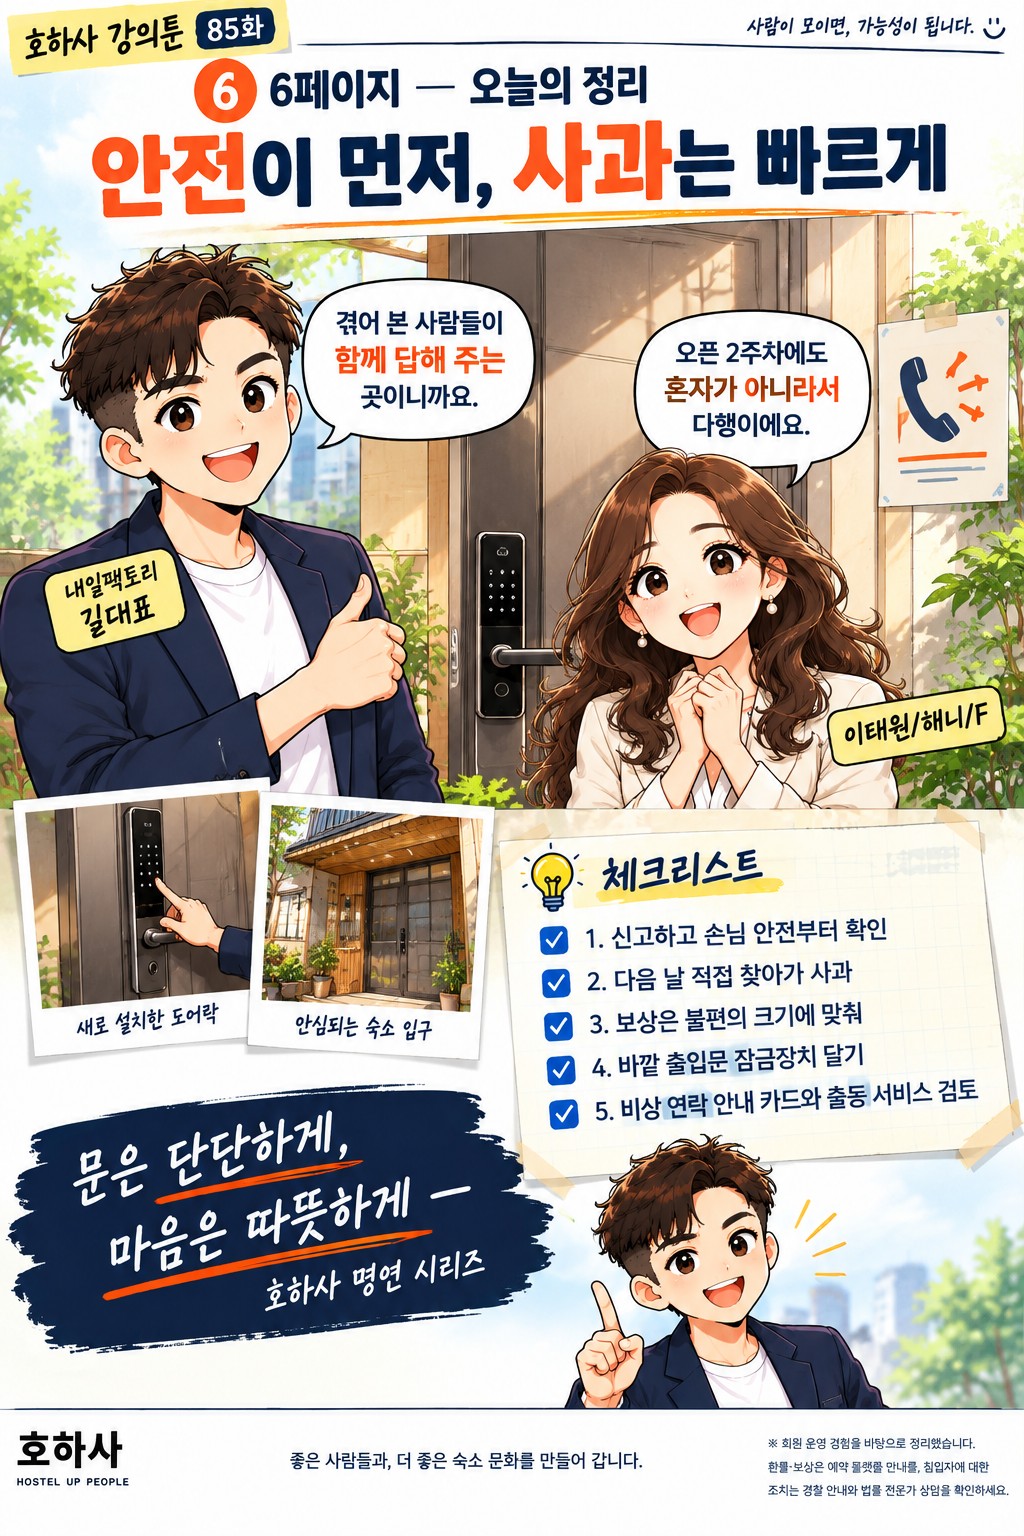 호하사 강의툰 85화
사람이 모이면, 가능성이 됩니다.
6 6페이지 — 오늘의 정리
안전이 먼저, 사과는 빠르게
겪어 본 사람들이
함께 답해 주는
곳이니까요.
오픈 2주차에도
혼자가 아니라서
다행이에요.
내일팩토리
길대표
이태원/해니/F
새로 설치한 도어락
안심되는 숙소 입구
체크리스트
1. 신고하고 손님 안전부터 확인
2. 다음 날 적접 찾아가 사과
3. 보상은 불편의 크기에 맞춰
4. 바깥 출입문 잠금장치 달기
5. 비상 연락 안내 카드와 출동 서비스 검토
문은 단단하게,
마음은 따뜻하게 —
호하사 명연 시리즈
호하사
HOSTEL UP PEOPLE
좋은 사람들과, 더 좋은 숙소 문화를 만들어 갑니다.
※ 회원 운영 경험을 바탕으로 정리했습니다.
보상은 예약 침입자에 대한
조치는 경찰 안내와 법률 전문가 상담을 확인하세요.